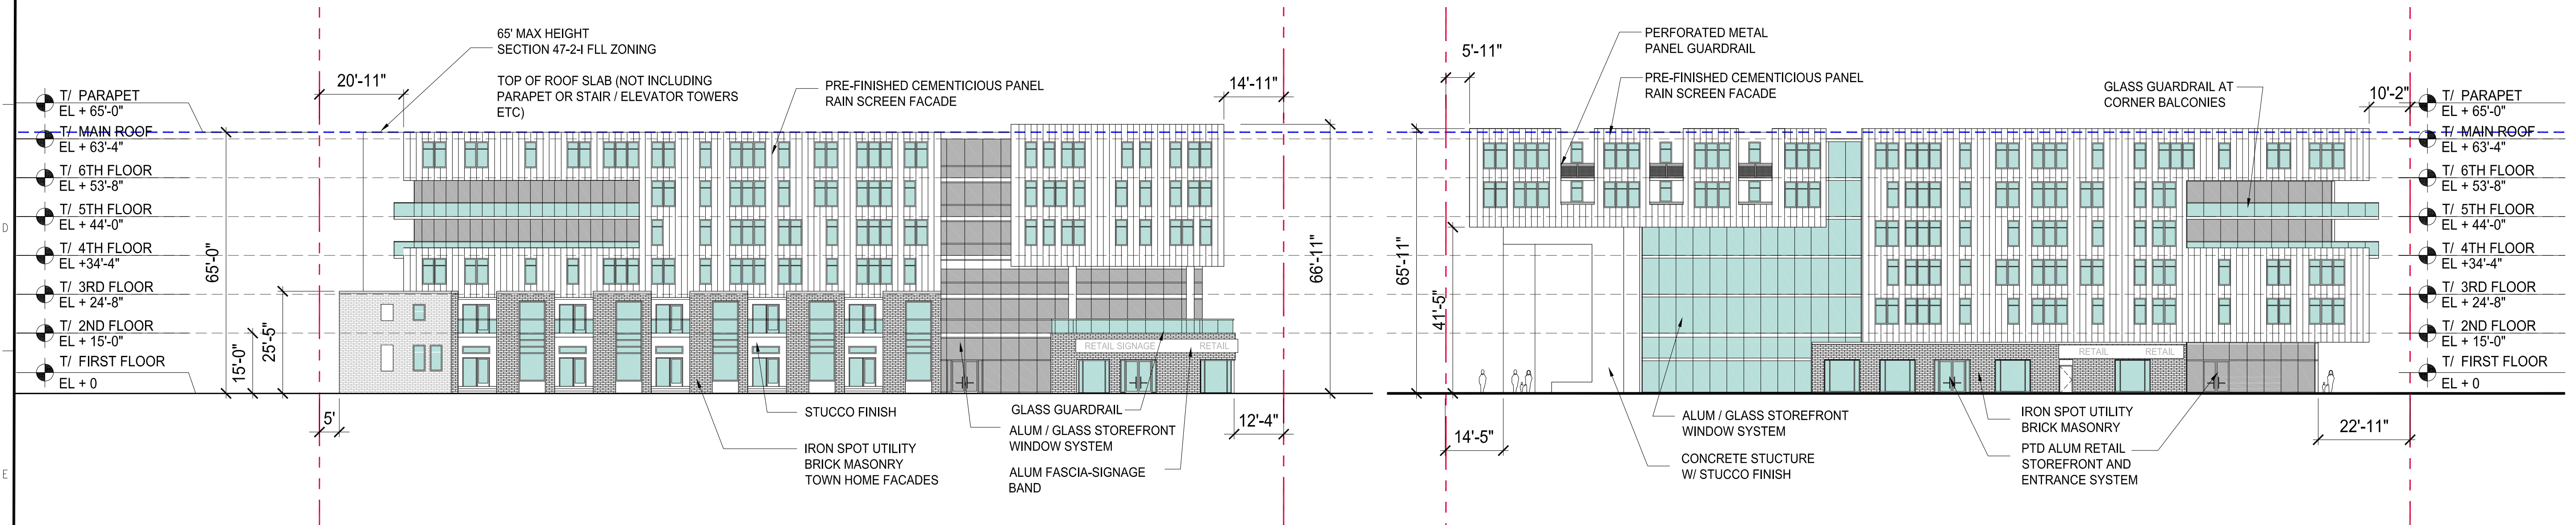 65' MAX HEIGHT
SECTION 47-2-I FLL ZONING
TOP OF ROOF SLAB (NOT INCLUDING
PARAPET OR STAIR / ELEVATOR TOWERS
ETC)
PRE-FINISHED CEMENTICIOUS PANEL
RAIN SCREEN FACADE
20'-11"
14'-11"
T/ PARAPET
EL + 65'-0"
T/ MAIN ROOF
EL + 63'-4"
T/ 6TH FLOOR
EL + 53'-8"
T/ 5TH FLOOR
EL + 44'-0"
T/ 4TH FLOOR
EL +34'-4"
T/ 3RD FLOOR
EL + 24'-8"
T/ 2ND FLOOR
EL + 15'-0"
T/ FIRST FLOOR
EL + 0
D
E
65'-0"
15'-0"
25'-5"
66'-11"
RETAIL SIGNAGE
RETAIL
5'
12'-4"
STUCCO FINISH
IRON SPOT UTILITY
BRICK MASONRY
TOWN HOME FACADES
GLASS GUARDRAIL
ALUM / GLASS STOREFRONT
WINDOW SYSTEM
ALUM FASCIA-SIGNAGE
BAND
5'-11"
PERFORATED METAL
PANEL GUARDRAIL
PRE-FINISHED CEMENTICIOUS PANEL
RAIN SCREEN FACADE
GLASS GUARDRAIL AT
CORNER BALCONIES
10'-2"
65'-11"
41'-5"
RETAIL
RETAIL
14'-5"
22'-11"
ALUM / GLASS STOREFRONT
WINDOW SYSTEM
CONCRETE STUCTURE
W/ STUCCO FINISH
IRON SPOT UTILITY
BRICK MASONRY
PTD ALUM RETAIL
STOREFRONT AND
ENTRANCE SYSTEM
T/ PARAPET
EL + 65'-0"
T/ MAIN ROOF
EL + 63'-4"
T/ 6TH FLOOR
EL + 53'-8"
T/ 5TH FLOOR
EL + 44'-0"
T/ 4TH FLOOR
EL +34'-4"
T/ 3RD FLOOR
EL + 24'-8"
T/ 2ND FLOOR
EL + 15'-0"
T/ FIRST FLOOR
EL + 0